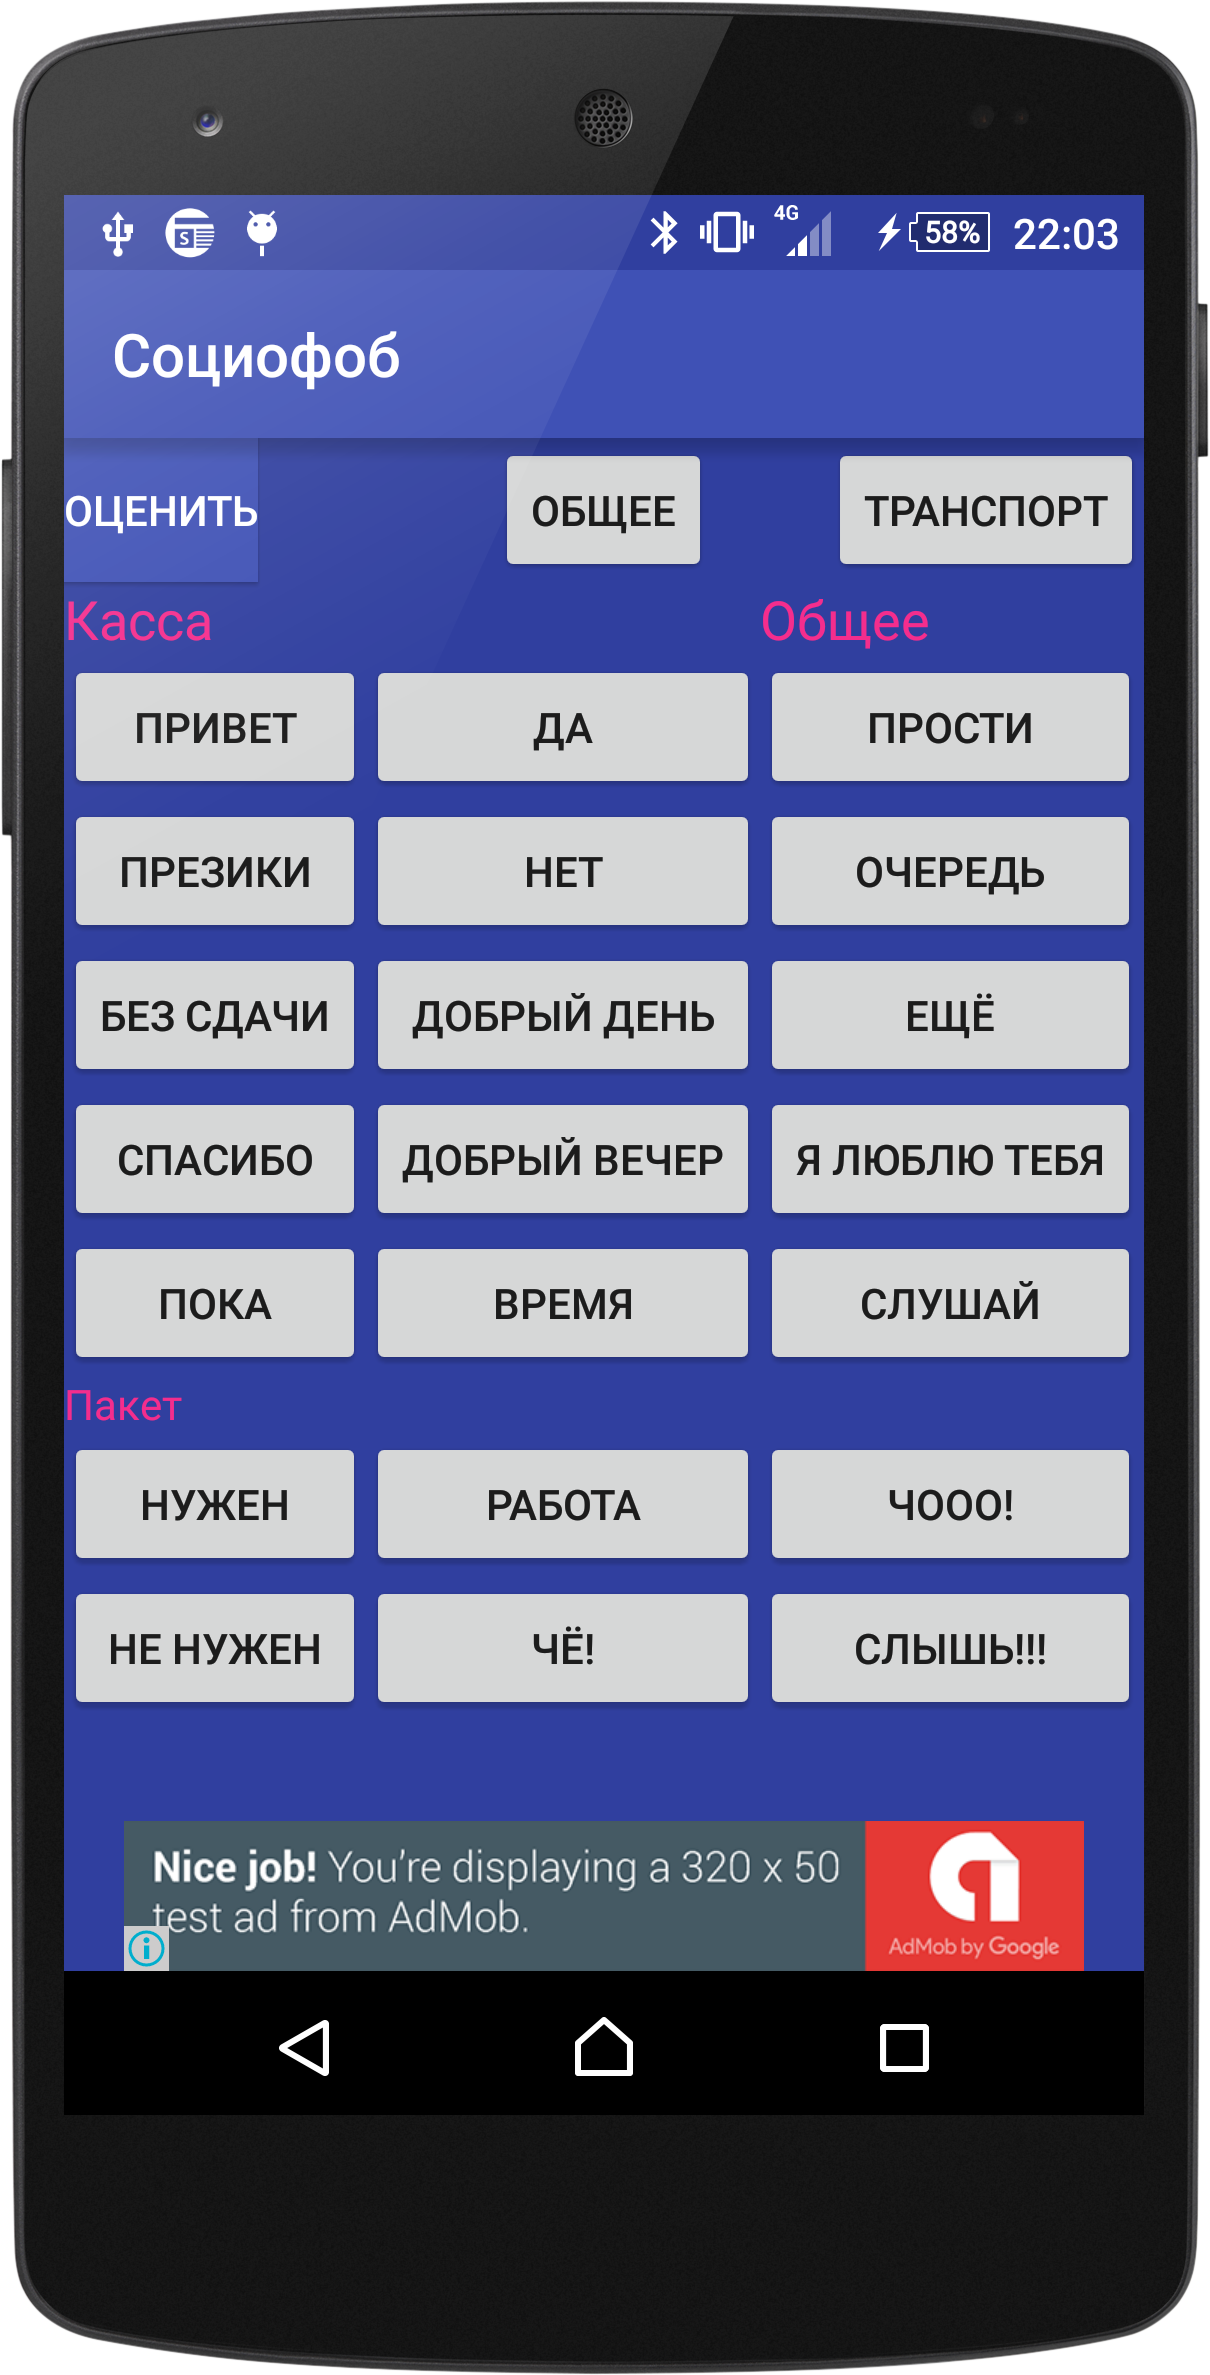 4G 58% 22:03
Социофоб
ОЦЕНИТЬ ОБЩЕЕ ТРАНСПОРТ
Касса Общее
ПРИВЕТ ДА ПРОСТИ
ПРЕЗИКИ НЕТ ОЧЕРЕДЬ
БЕЗ СДАЧИ ДОБРЫЙ ДЕНЬ ЕЩЁ
СПАСИБО ДОБРЫЙ ВЕЧЕР Я ЛЮБЛЮ ТЕБЯ
ПОКА ВРЕМЯ СЛУШАЙ
Пакет
НУЖЕН РАБОТА ЧООО!
НЕ НУЖЕН ЧЁ! СЛЫШЬ!!!
Nice job! You're displaying a 320 x 50
test ad from AdMob.
AdMob by Google